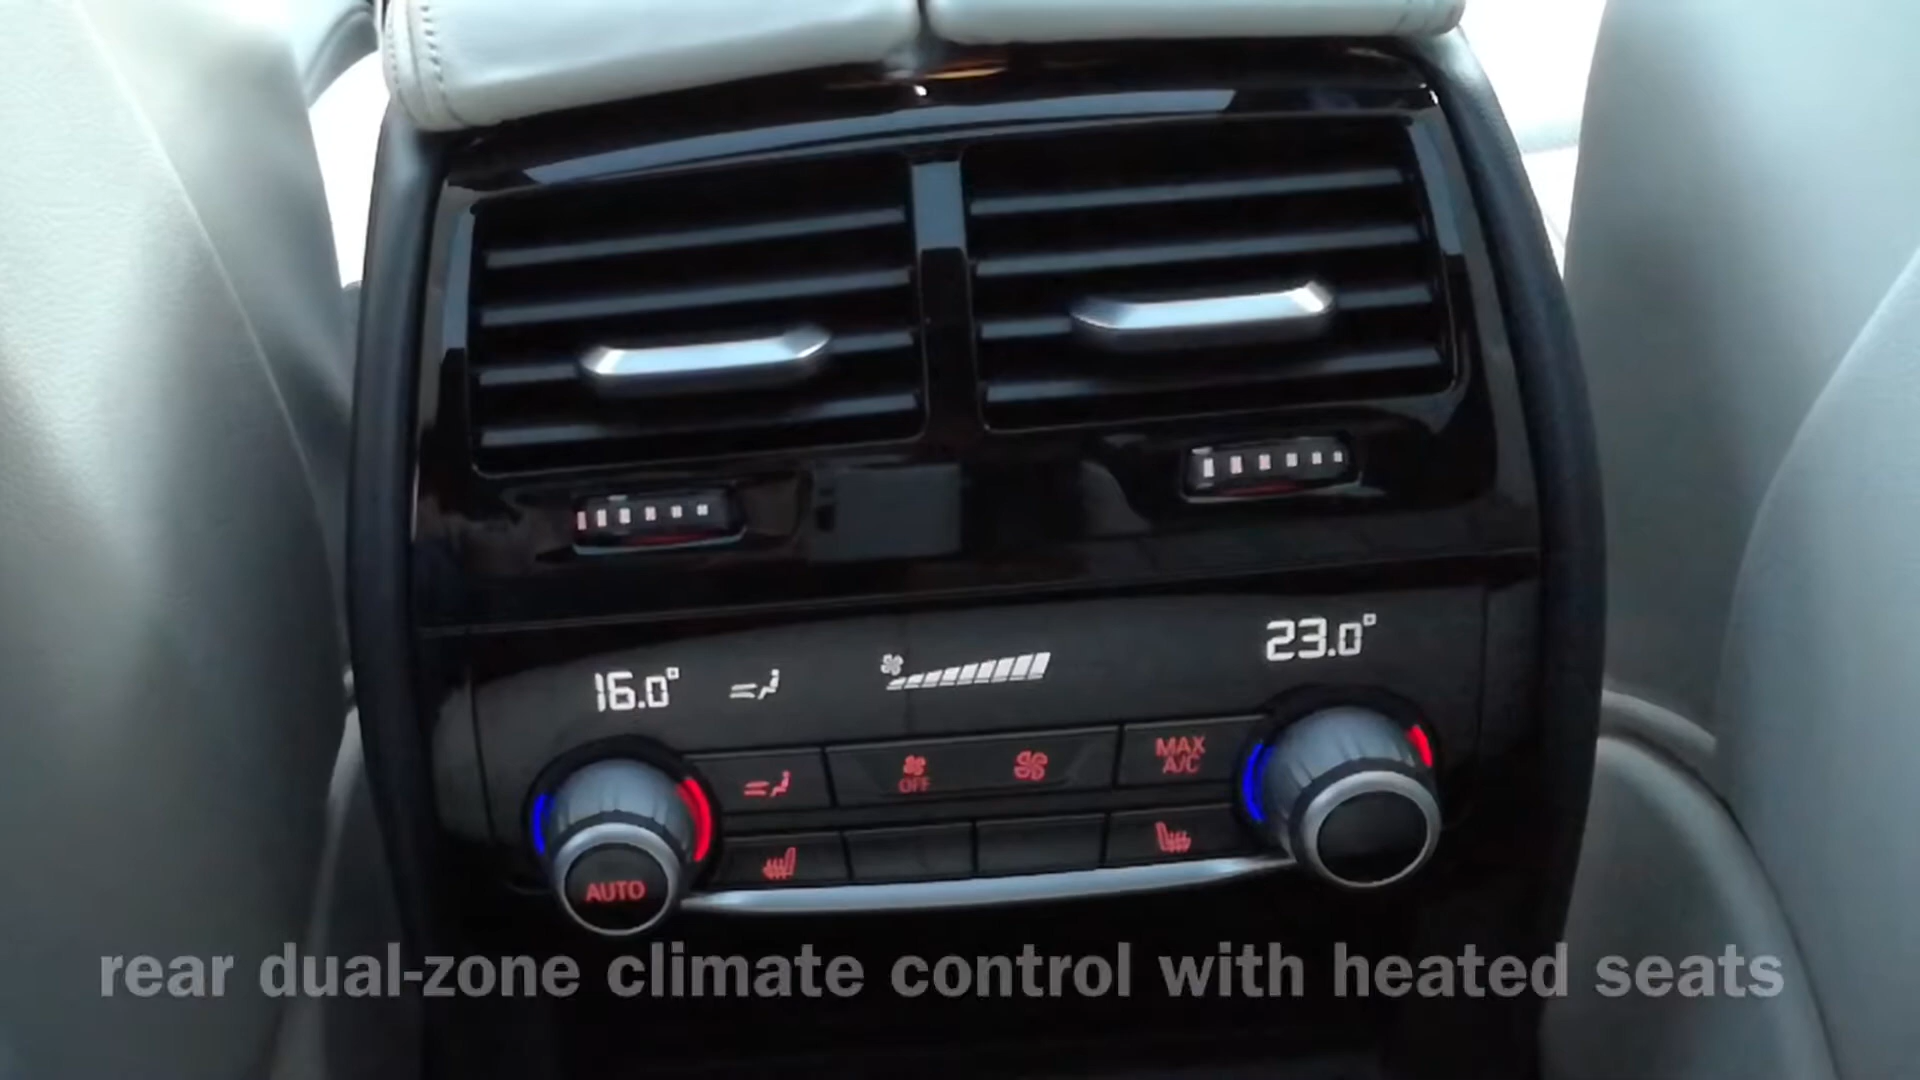 16.0°
23.0°
OFF
MAX
A/C
AUTO
rear dual-zone climate control with heated seats